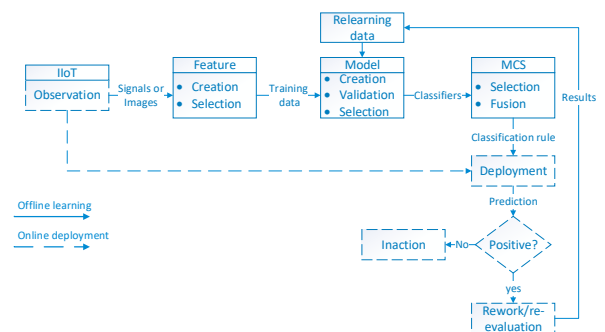 Relearning
data
IIoT
Observation
Signals or
Images
Feature
• Creation
• Selection
Training
data
Model
• Creation
• Validation
• Selection
Classifiers
MCS
• Selection
• Fusion
Results
Classification rule
Deployment
Prediction
Offline learning
Online deployment
Inaction
No
Positive?
yes
Rework/re-
evaluation